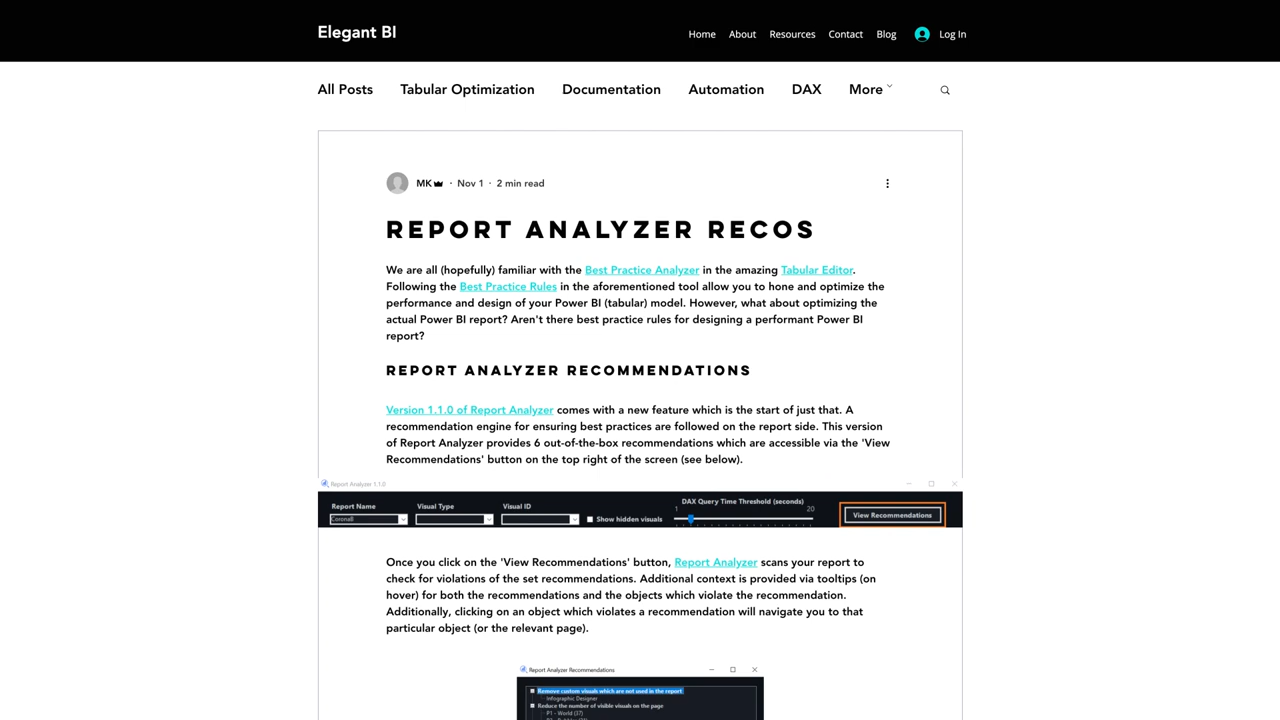 Elegant BI
Home About Resources Contact Blog Log In
All Posts Tabular Optimization Documentation Automation DAX More
MK · Nov 1 · 2 min read
REPORT ANALYZER RECOS
We are all (hopefully) familiar with the Best Practice Analyzer in the amazing Tabular Editor.
Following the Best Practice Rules in the aforementioned tool allow you to hone and optimize the
performance and design of your Power BI (tabular) model. However, what about optimizing the
actual Power BI report? Aren't there best practice rules for designing a performant Power BI
report?
REPORT ANALYZER RECOMMENDATIONS
Version 1.1.0 of Report Analyzer comes with a new feature which is the start of just that. A
recommendation engine for ensuring best practices are followed on the report side. This version
of Report Analyzer provides 6 out-of-the-box recommendations which are accessible via the 'View
Recommendations' button on the top right of the screen (see below).
Report Analyzer 1.1.0
Report Name Visual Type Visual ID DAX Query Time Threshold (seconds)
1 20
CoronaB Show hidden visuals View Recommendations
Once you click on the 'View Recommendations' button, Report Analyzer scans your report to
check for violations of the set recommendations. Additional context is provided via tooltips (on
hover) for both the recommendations and the objects which violate the recommendation.
Additionally, clicking on an object which violates a recommendation will navigate you to that
particular object (or the relevant page).
Report Analyzer Recommendations
Remove custom visuals which are not used in the report
Infographic Designer
Reduce the number of visible visuals on the page
P1 - World (37)